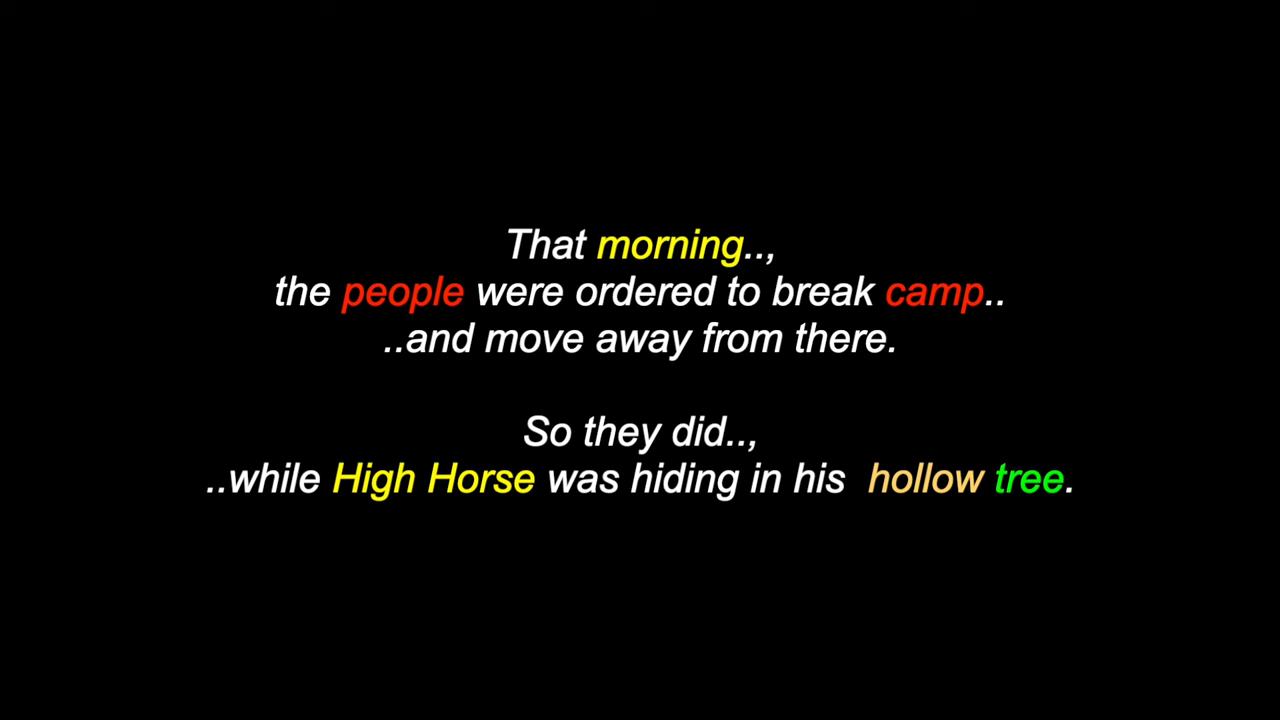 That morning..,
the people were ordered to break camp..
..and move away from there.
So they did..,
..while High Horse was hiding in his  hollow tree.